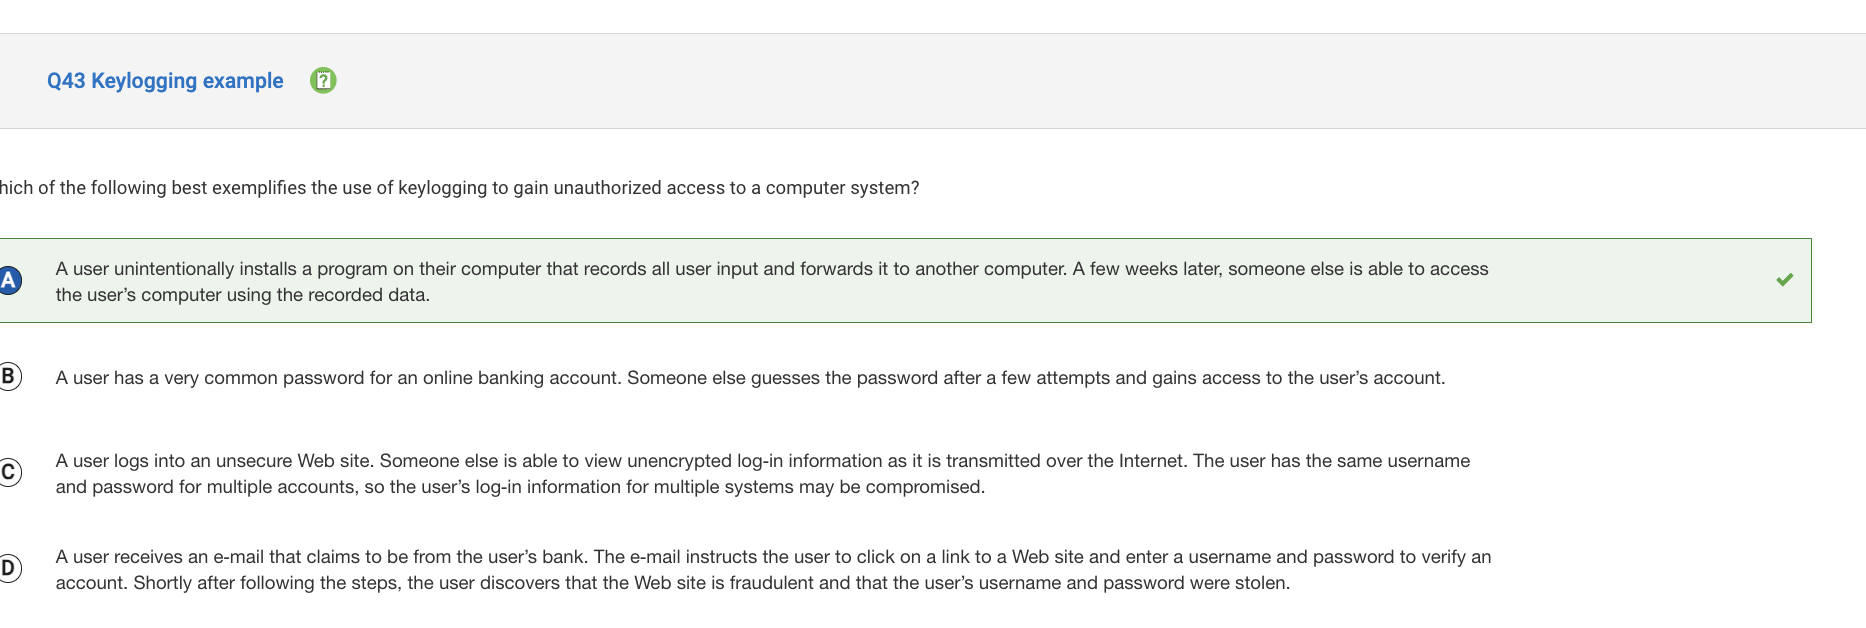 Q43 Keylogging example
hich of the following best exemplifies the use of keylogging to gain unauthorized access to a computer system?
A
A user unintentionally installs a program on their computer that records all user input and forwards it to another computer. A few weeks later, someone else is able to access
the user’s computer using the recorded data.
B
A user has a very common password for an online banking account. Someone else guesses the password after a few attempts and gains access to the user’s account.
C
A user logs into an unsecure Web site. Someone else is able to view unencrypted log-in information as it is transmitted over the Internet. The user has the same username
and password for multiple accounts, so the user’s log-in information for multiple systems may be compromised.
D
A user receives an e-mail that claims to be from the user’s bank. The e-mail instructs the user to click on a link to a Web site and enter a username and password to verify an
account. Shortly after following the steps, the user discovers that the Web site is fraudulent and that the user’s username and password were stolen.